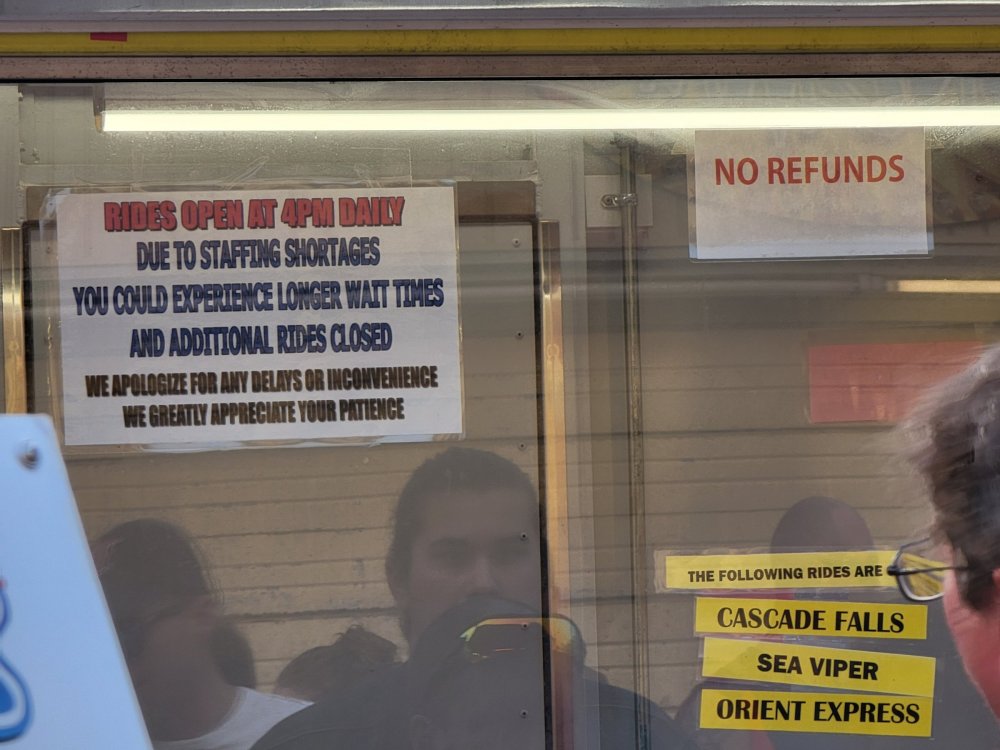 RIDES OPEN AT 4PM DAILY
DUE TO STAFFING SHORTAGES
YOU COULD EXPERIENCE LONGER WAIT TIMES
AND ADDITIONAL RIDES CLOSED
WE APOLOGIZE FOR ANY DELAYS OR INCONVENIENCE
WE GREATLY APPRECIATE YOUR PATIENCE
NO REFUNDS
THE FOLLOWING RIDES ARE
CASCADE FALLS
SEA VIPER
ORIENT EXPRESS